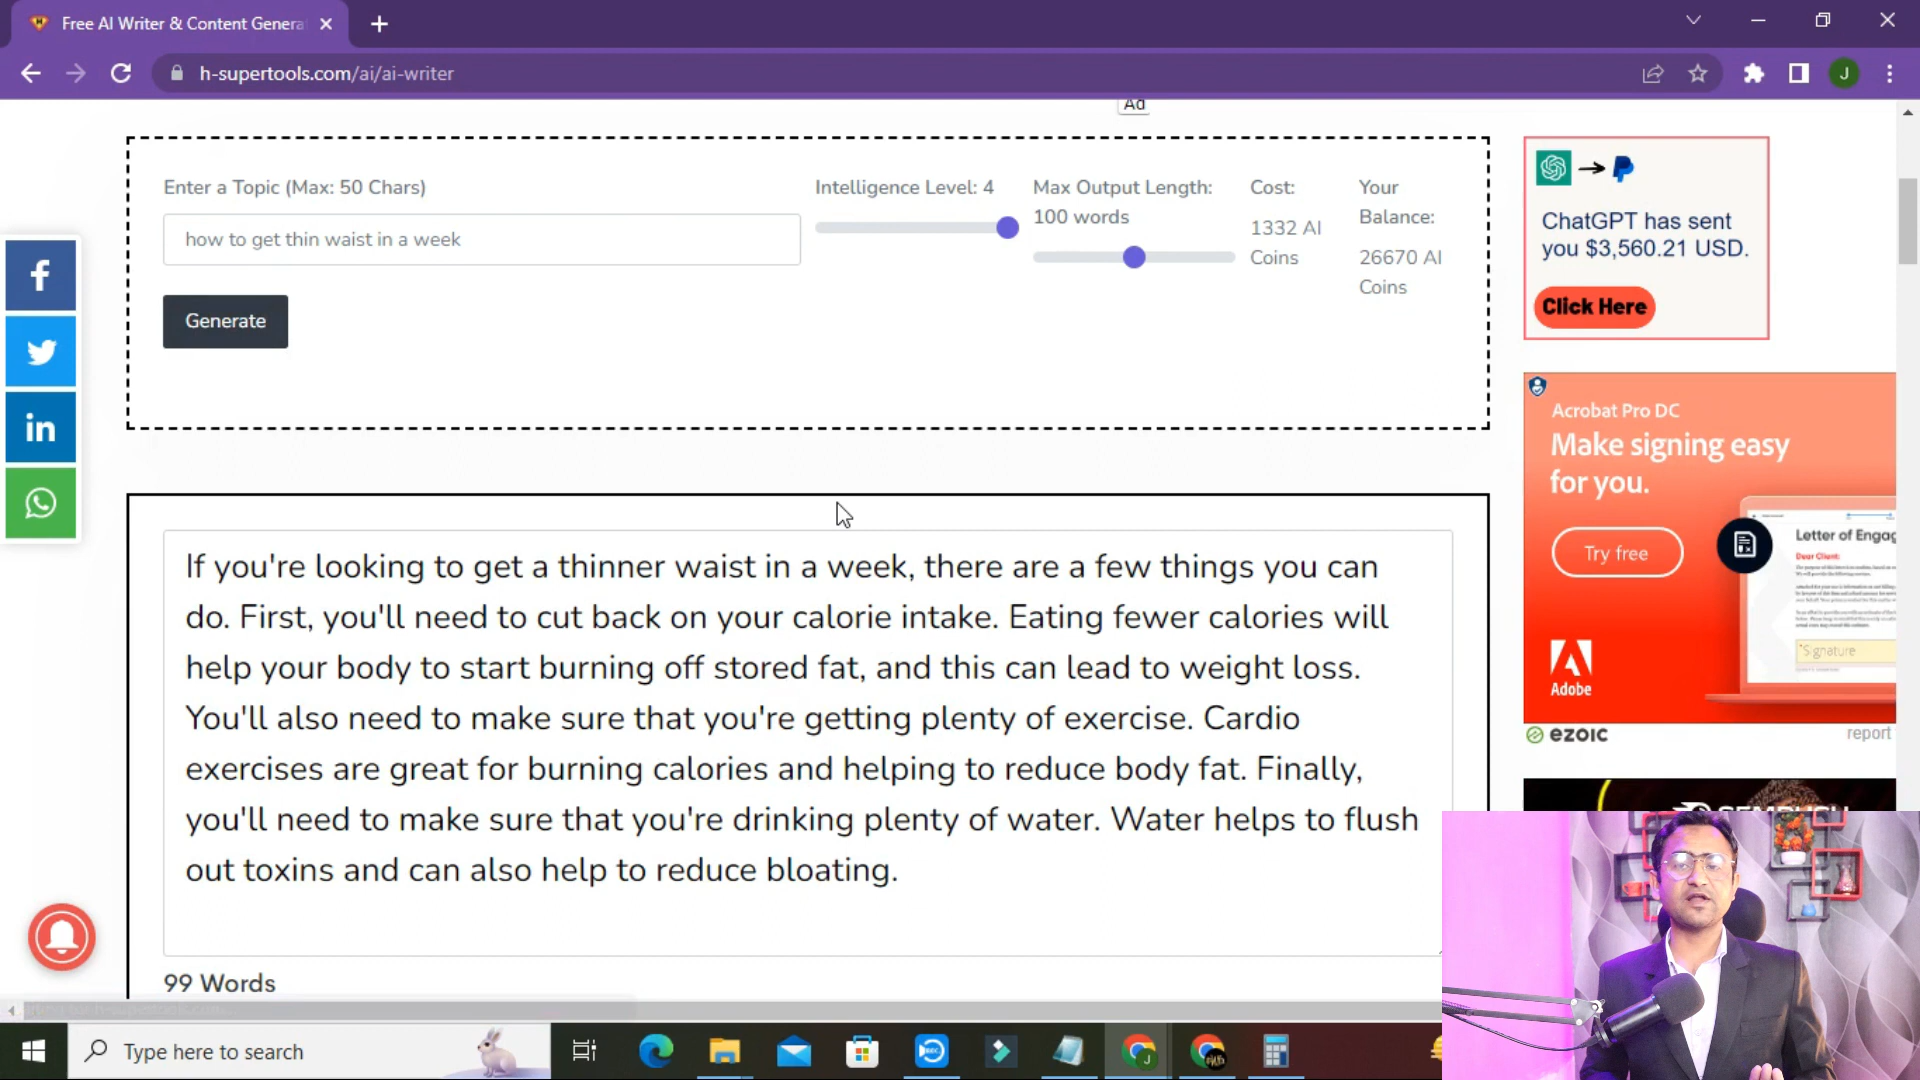 Free AI Writer & Content Genera
h-supertools.com/ai/ai-writer
J
Ad
Enter a Topic (Max: 50 Chars)
how to get thin waist in a week
Generate
Intelligence Level: 4
Max Output Length:
100 words
Cost:
1332 AI
Coins
Your
Balance:
26670 AI
Coins
ChatGPT has sent
you $3,560.21 USD.
Click Here
Acrobat Pro DC
Make signing easy
for you.
Try free
Letter of Engag
Dear Client:
Signature
Adobe
ezoic
report
If you're looking to get a thinner waist in a week, there are a few things you can
do. First, you'll need to cut back on your calorie intake. Eating fewer calories will
help your body to start burning off stored fat, and this can lead to weight loss.
You'll also need to make sure that you're getting plenty of exercise. Cardio
exercises are great for burning calories and helping to reduce body fat. Finally,
you'll need to make sure that you're drinking plenty of water. Water helps to flush
out toxins and can also help to reduce bloating.
99 Words
f
in
Type here to search
J